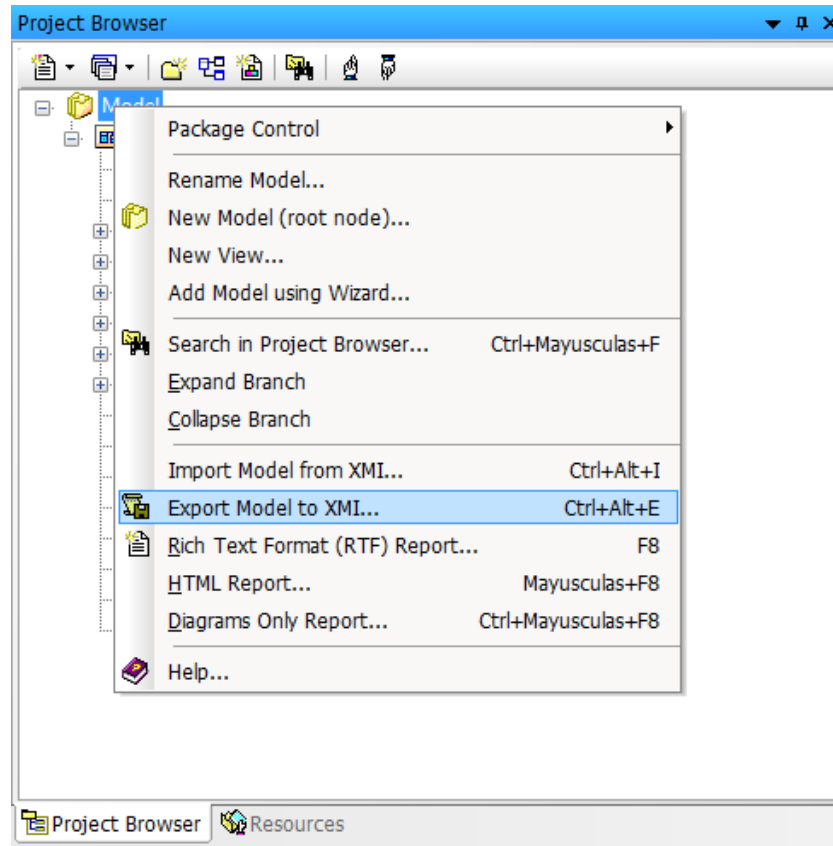 Project Browser
Model
Package Control
Rename Model...
New Model (root node)...
New View...
Add Model using Wizard...
Search in Project Browser... Ctrl+Mayusculas+F
Expand Branch
Collapse Branch
Import Model from XMI... Ctrl+Alt+I
Export Model to XMI... Ctrl+Alt+E
Rich Text Format (RTF) Report... F8
HTML Report... Mayusculas+F8
Diagrams Only Report... Ctrl+Mayusculas+F8
Help...
Project Browser Resources